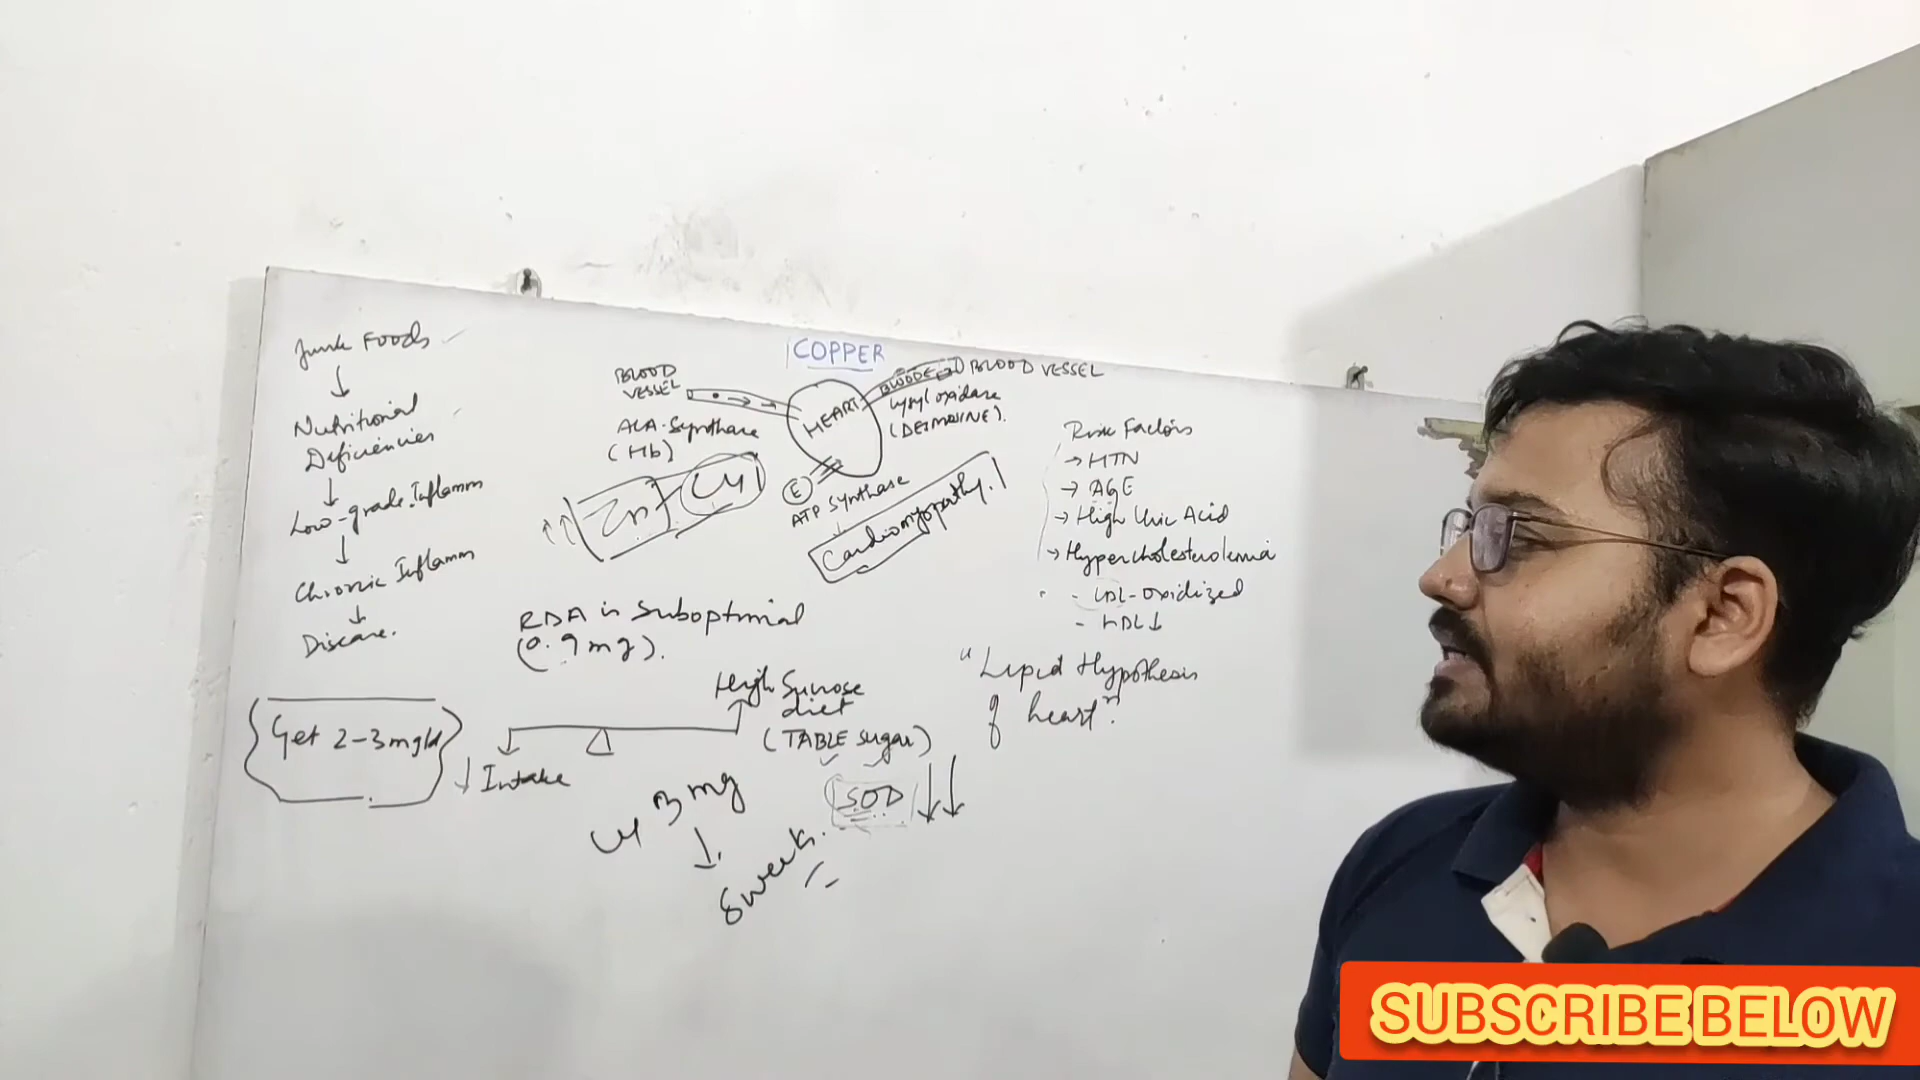 COPPER
Junk Foods
Nutritional
Deficiencies
Low-grade Inflamm
Chronic Inflamm
Disease.
BLOOD
VESSEL
HEART
BLOOD VESSEL
Lysyl oxidase
ALA-Synthase
(Hb)
Zn
Cu
E
ATP Synthase
Cardiomyopathy.
Risk Factors
→ HTN
→ AGE
→ High Uric Acid
→ Hypercholesterolemia
- LDL-oxidized
- HDL↓
"Lipid Hypothesis
of heart".
RDA is Suboptimal
(0.9mg).
Get 2-3mg/d
↓ Intake
High Sucrose
diet
(TABLE sugar)
SOD ↓↓
Cu 3mg
↓
8 weeks.
SUBSCRIBE BELOW